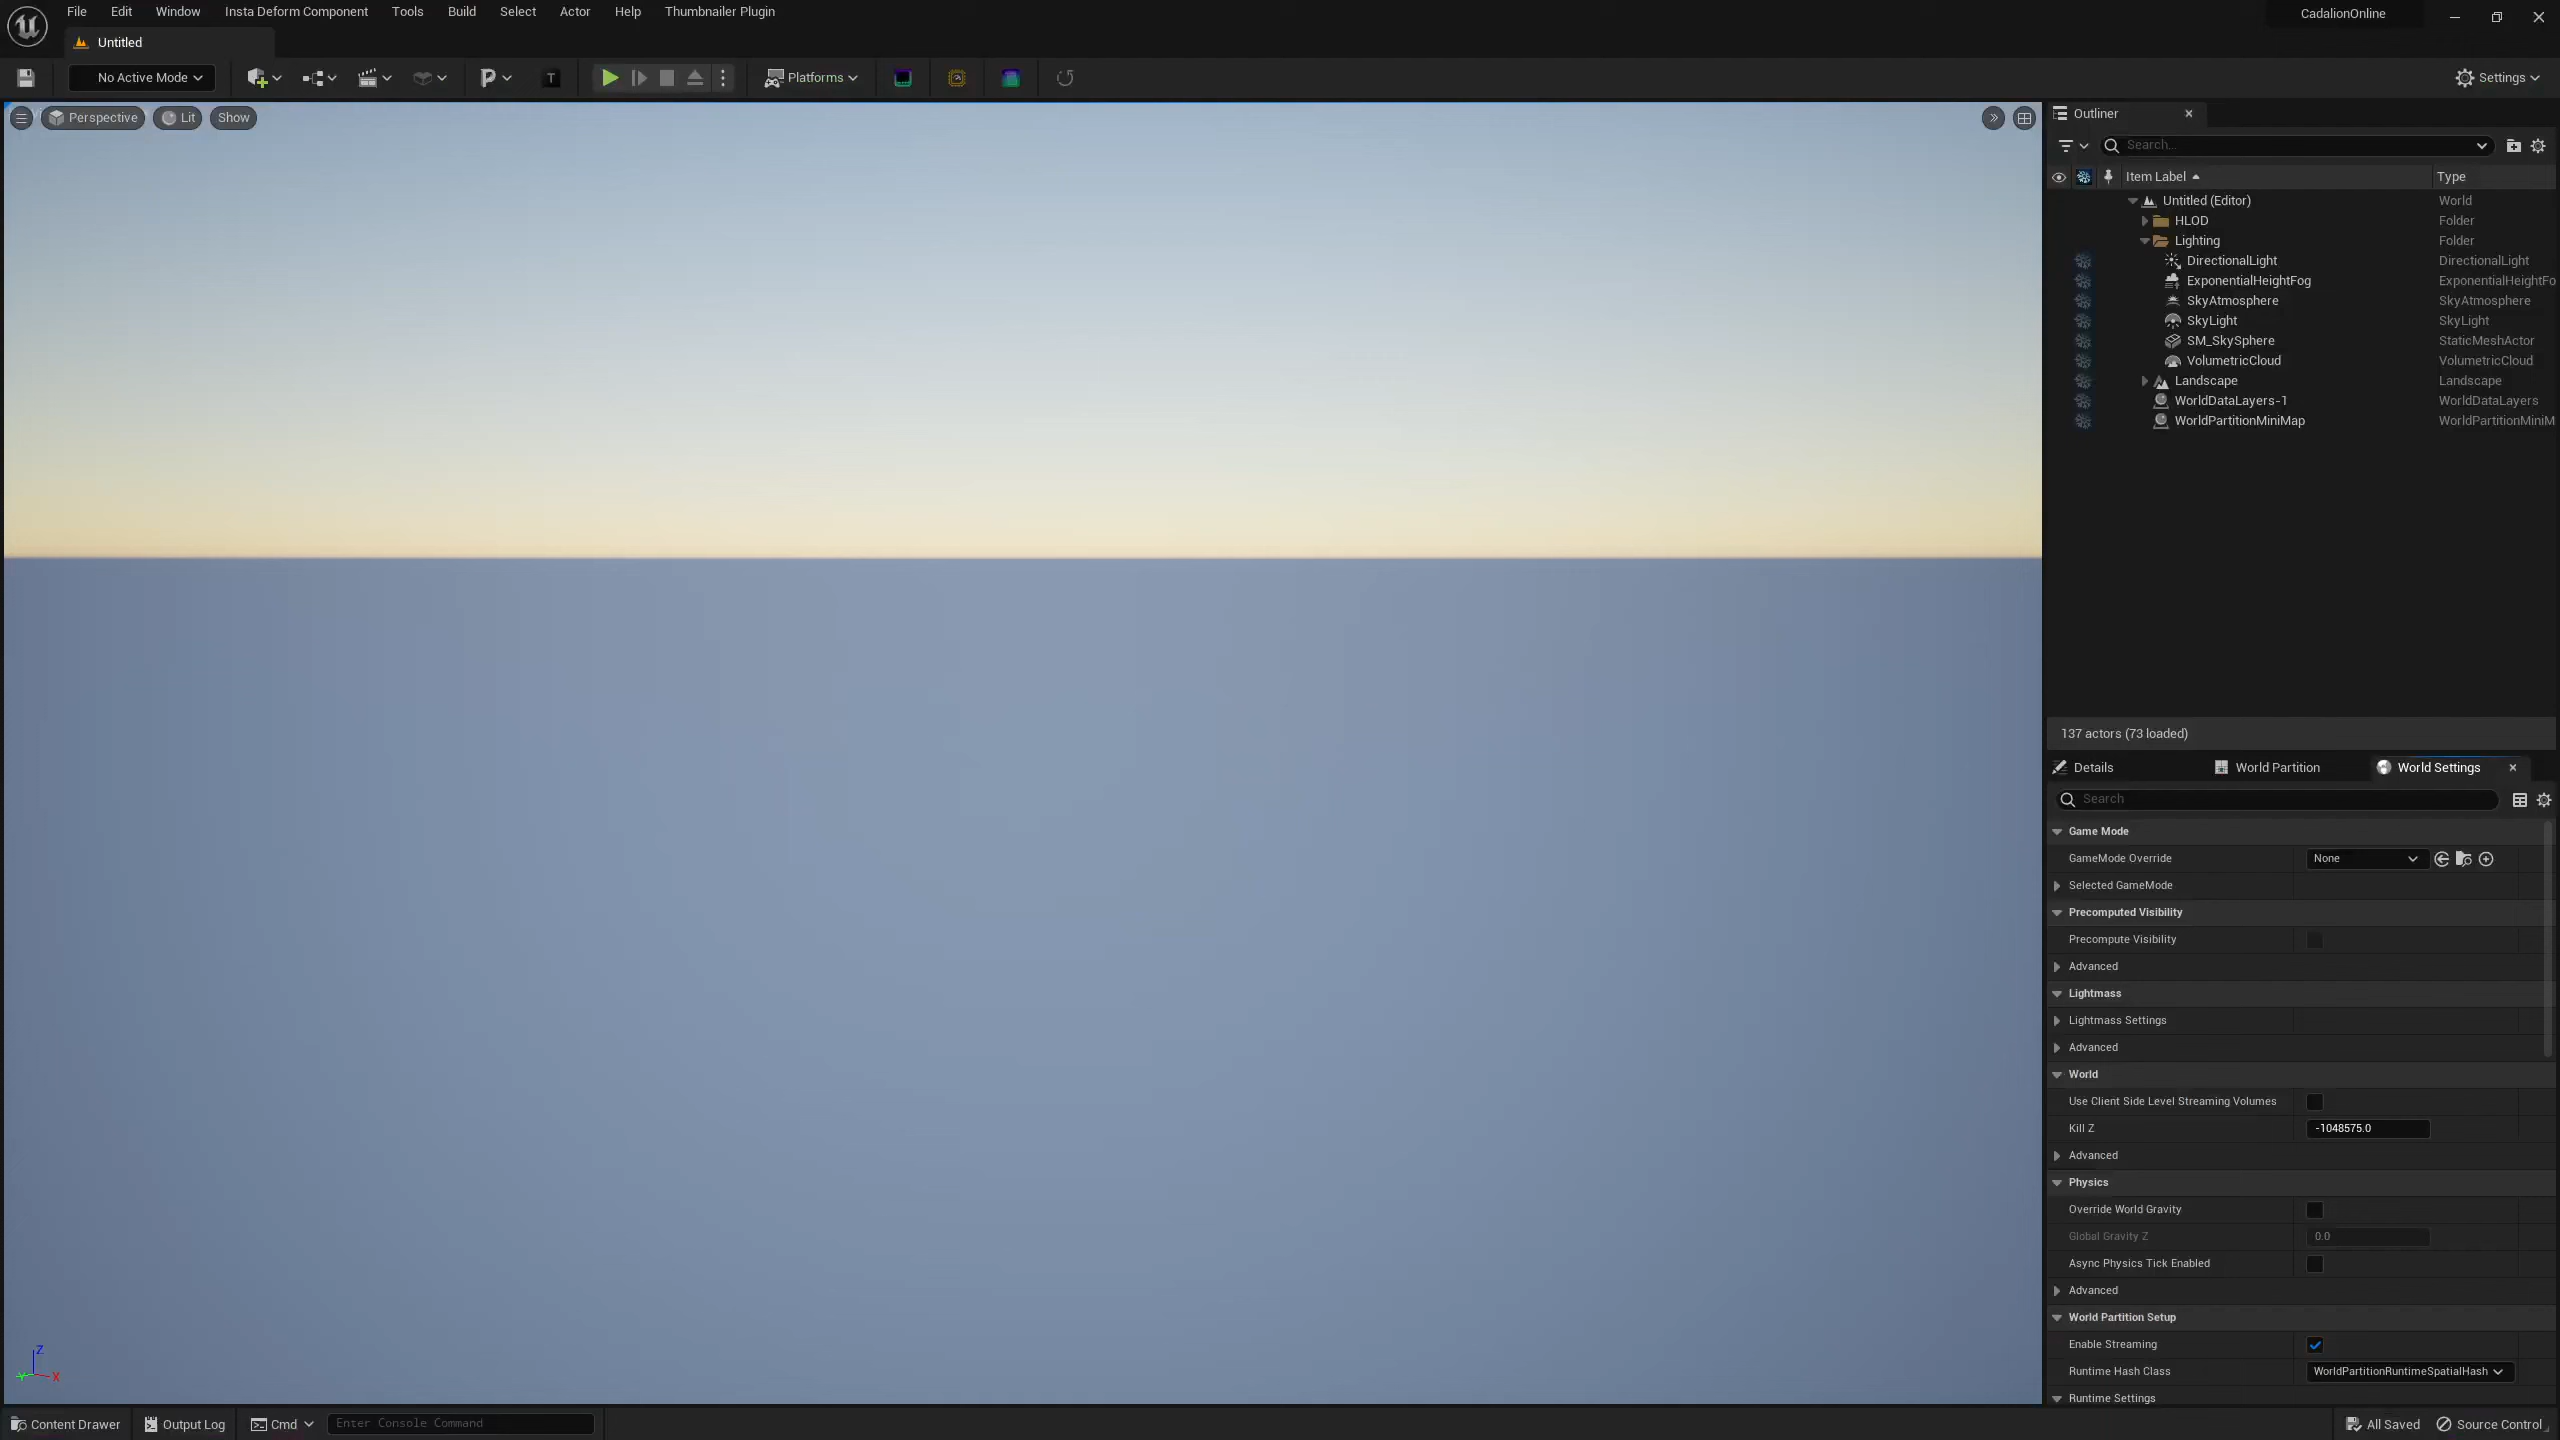 File Edit Window Insta Deform Component Tools Build Select Actor Help Thumbnailer Plugin
CadalionOnline
Untitled
No Active Mode
P
T
Platforms
Settings
Perspective
Lit
Show
Outliner
Search...
Item Label
Type
Untitled (Editor) World
HLOD Folder
Lighting Folder
DirectionalLight DirectionalLight
ExponentialHeightFog ExponentialHeightFo
SkyAtmosphere SkyAtmosphere
SkyLight SkyLight
SM_SkySphere StaticMeshActor
VolumetricCloud VolumetricCloud
Landscape Landscape
WorldDataLayers-1 WorldDataLayers
WorldPartitionMiniMap WorldPartitionMiniM
137 actors (73 loaded)
Details
World Partition
World Settings
Search
Game Mode
GameMode Override None
Selected GameMode
Precomputed Visibility
Precompute Visibility
Advanced
Lightmass
Lightmass Settings
Advanced
World
Use Client Side Level Streaming Volumes
Kill Z -1048575.0
Advanced
Physics
Override World Gravity
Global Gravity Z 0.0
Async Physics Tick Enabled
Advanced
World Partition Setup
Enable Streaming
Runtime Hash Class WorldPartitionRuntimeSpatialHash
Runtime Settings
Z
Y
X
Content Drawer
Output Log
Cmd
Enter Console Command
All Saved
Source Control